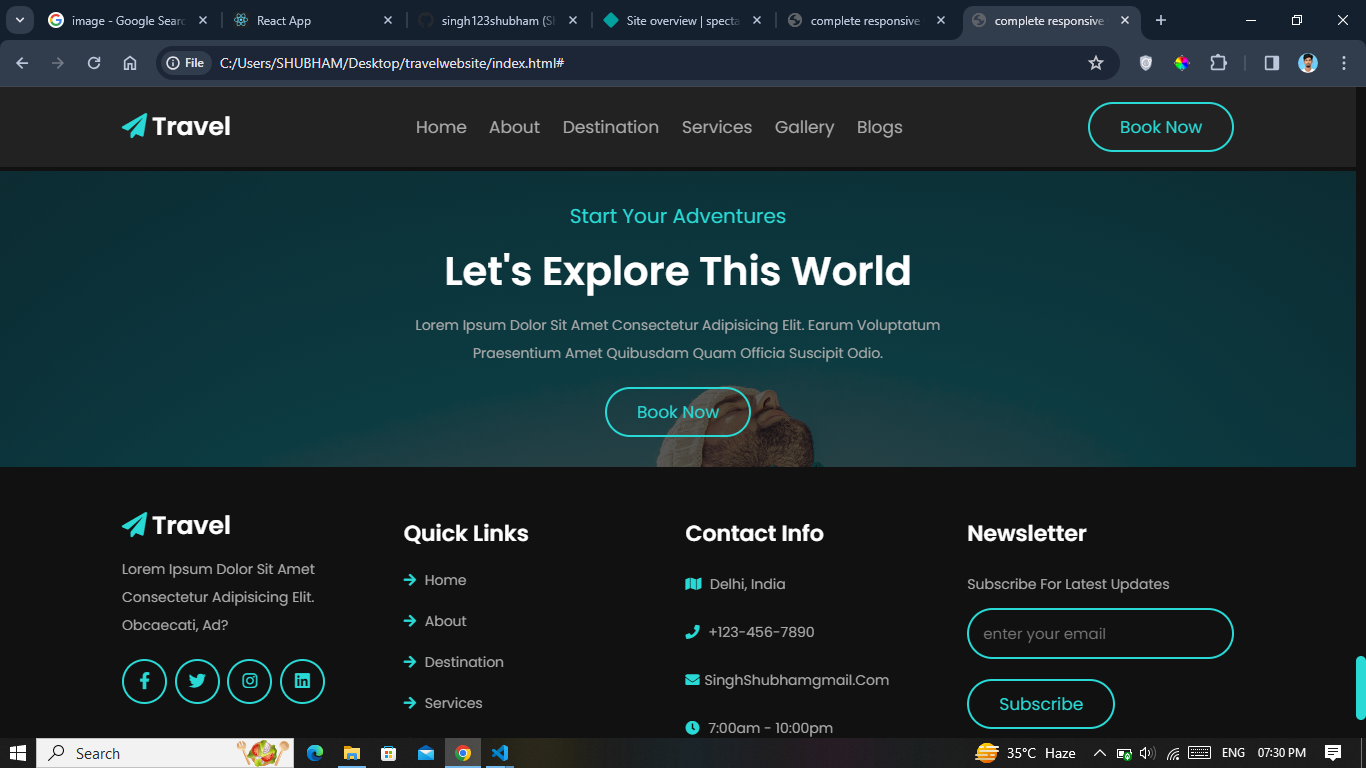 image - Google Sear
React App
singh123shubham (Sh
Site overview | specta
complete responsive
complete responsive
File
C:/Users/SHUBHAM/Desktop/travelwebsite/index.html#
Travel
Home
About
Destination
Services
Gallery
Blogs
Book Now
Start Your Adventures
Let's Explore This World
Lorem Ipsum Dolor Sit Amet Consectetur Adipisicing Elit. Earum Voluptatum
Praesentium Amet Quibusdam Quam Officia Suscipit Odio.
Book Now
Travel
Lorem Ipsum Dolor Sit Amet
Consectetur Adipisicing Elit.
Obcaecati, Ad?
Quick Links
Home
About
Destination
Services
Contact Info
Delhi, India
+123-456-7890
SinghShubhamgmail.Com
7:00am - 10:00pm
Newsletter
Subscribe For Latest Updates
enter your email
Subscribe
Search
35°C Haze
ENG
07:30 PM